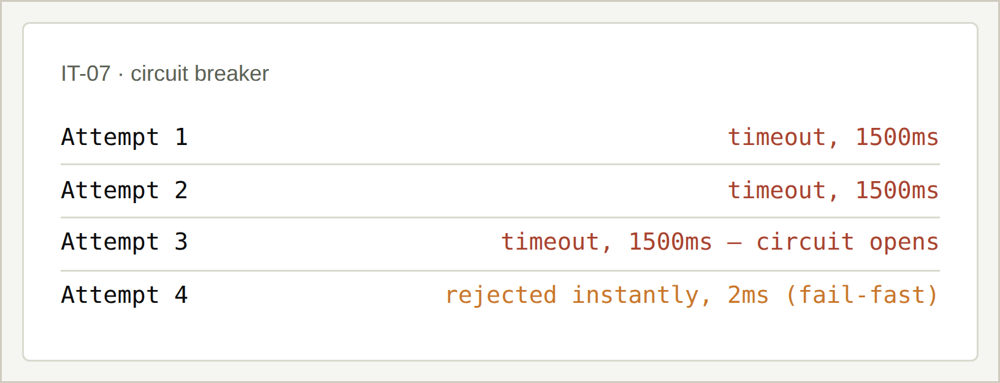 IT-07 · circuit breaker
Attempt 1 timeout, 1500ms
Attempt 2 timeout, 1500ms
Attempt 3 timeout, 1500ms — circuit opens
Attempt 4 rejected instantly, 2ms (fail-fast)